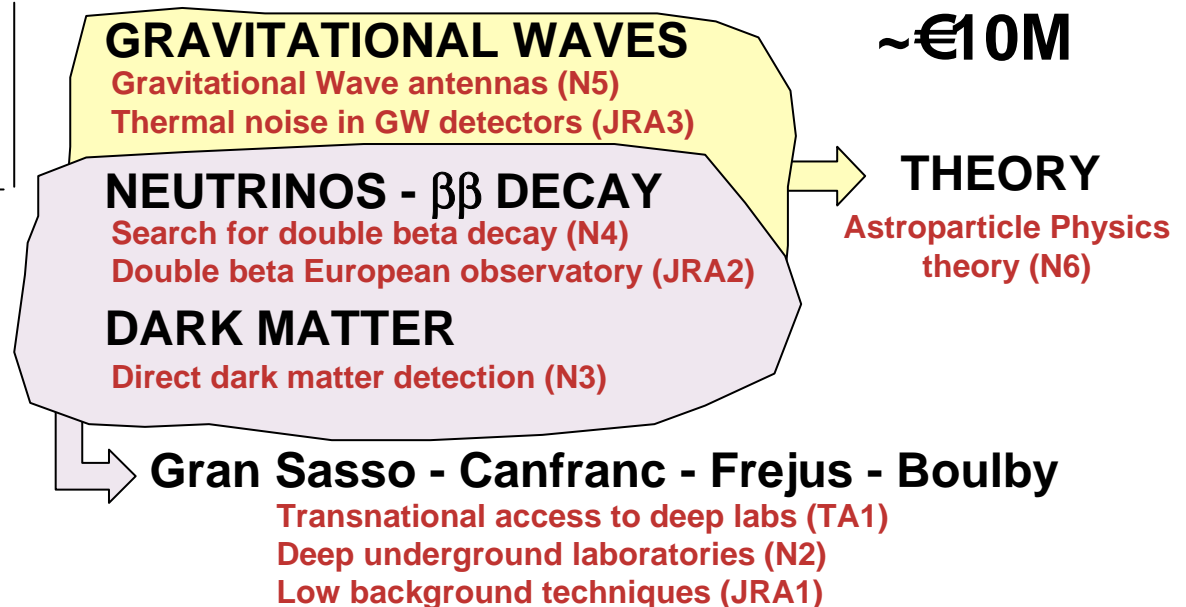 GRAVITATIONAL WAVES
Gravitational Wave antennas (N5)
Thermal noise in GW detectors (JRA3)
~€10M
NEUTRINOS - ββ DECAY
Search for double beta decay (N4)
Double beta European observatory (JRA2)
THEORY
Astroparticle Physics
theory (N6)
DARK MATTER
Direct dark matter detection (N3)
Gran Sasso - Canfranc - Frejus - Boulby
Transnational access to deep labs (TA1)
Deep underground laboratories (N2)
Low background techniques (JRA1)